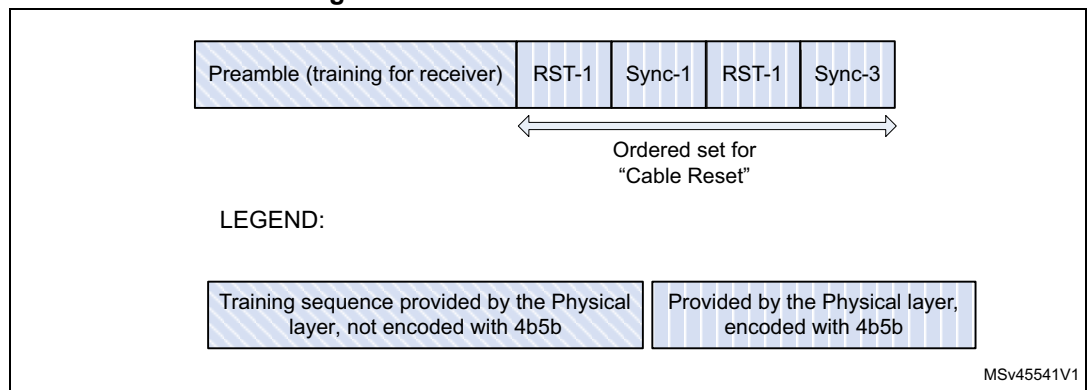 Preamble (training for receiver) RST-1 Sync-1 RST-1 Sync-3
Ordered set for
“Cable Reset”
LEGEND:
Training sequence provided by the Physical
layer, not encoded with 4b5b
Provided by the Physical layer,
encoded with 4b5b
MSv45541V1